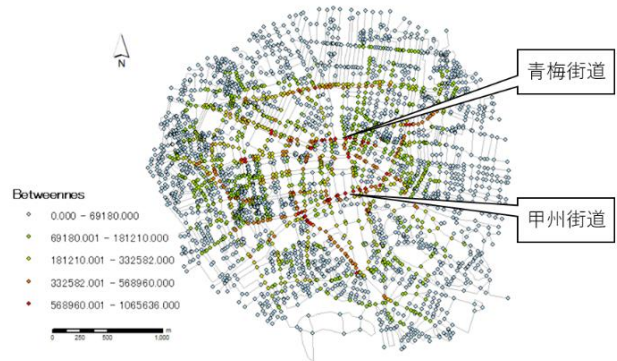 青梅街道
N
甲州街道
Betweennes
0.000 - 69180.000
69180.001 - 181210.000
181210.001 - 332582.000
332582.001 - 568960.000
568960.001 - 1065636.000
0 250 500 1,000 m